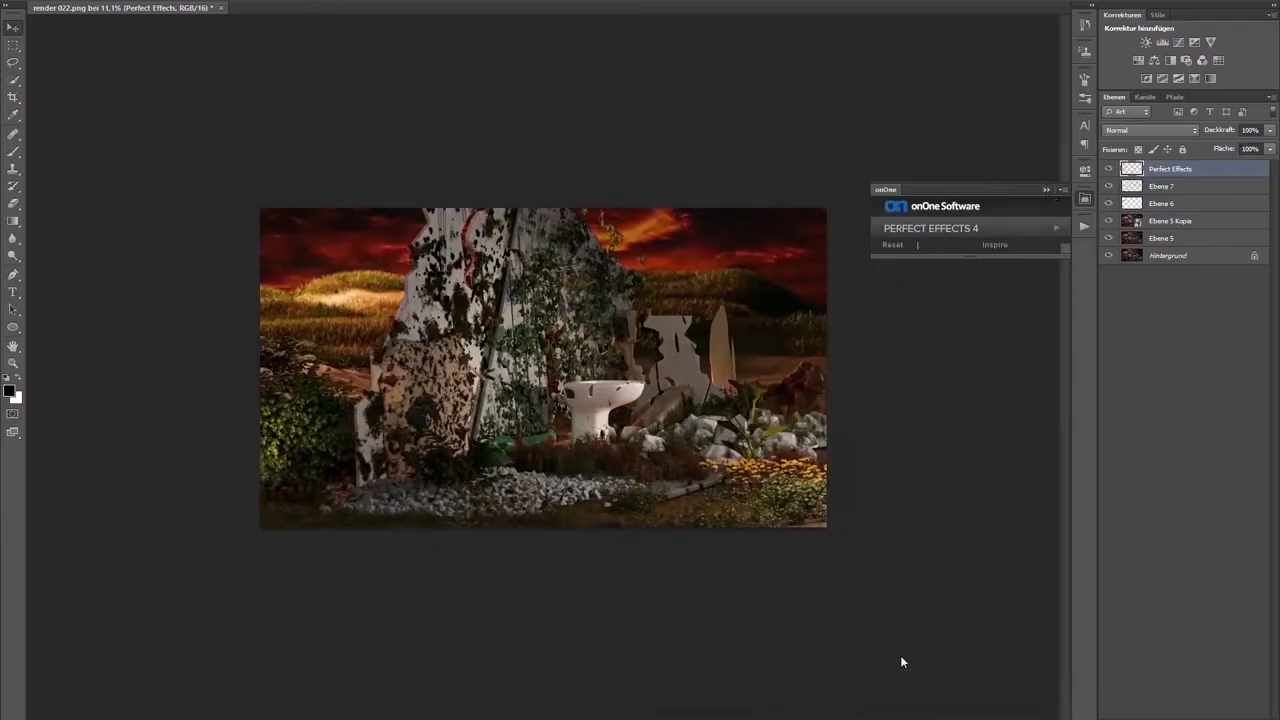 render 022.png bei 11,1% (Perfect Effects, RGB/16) * ×
Korrekturen Stile
Korrektur hinzufügen
Ebenen Kanäle Pfade
Art
Normal Deckkraft: 100%
Fixieren: Fläche: 100%
Perfect Effects
Ebene 7
Ebene 6
Ebene 5 Kopie
Ebene 5
Hintergrund
onOne
onOne Software
PERFECT EFFECTS 4
Reset | Inspire